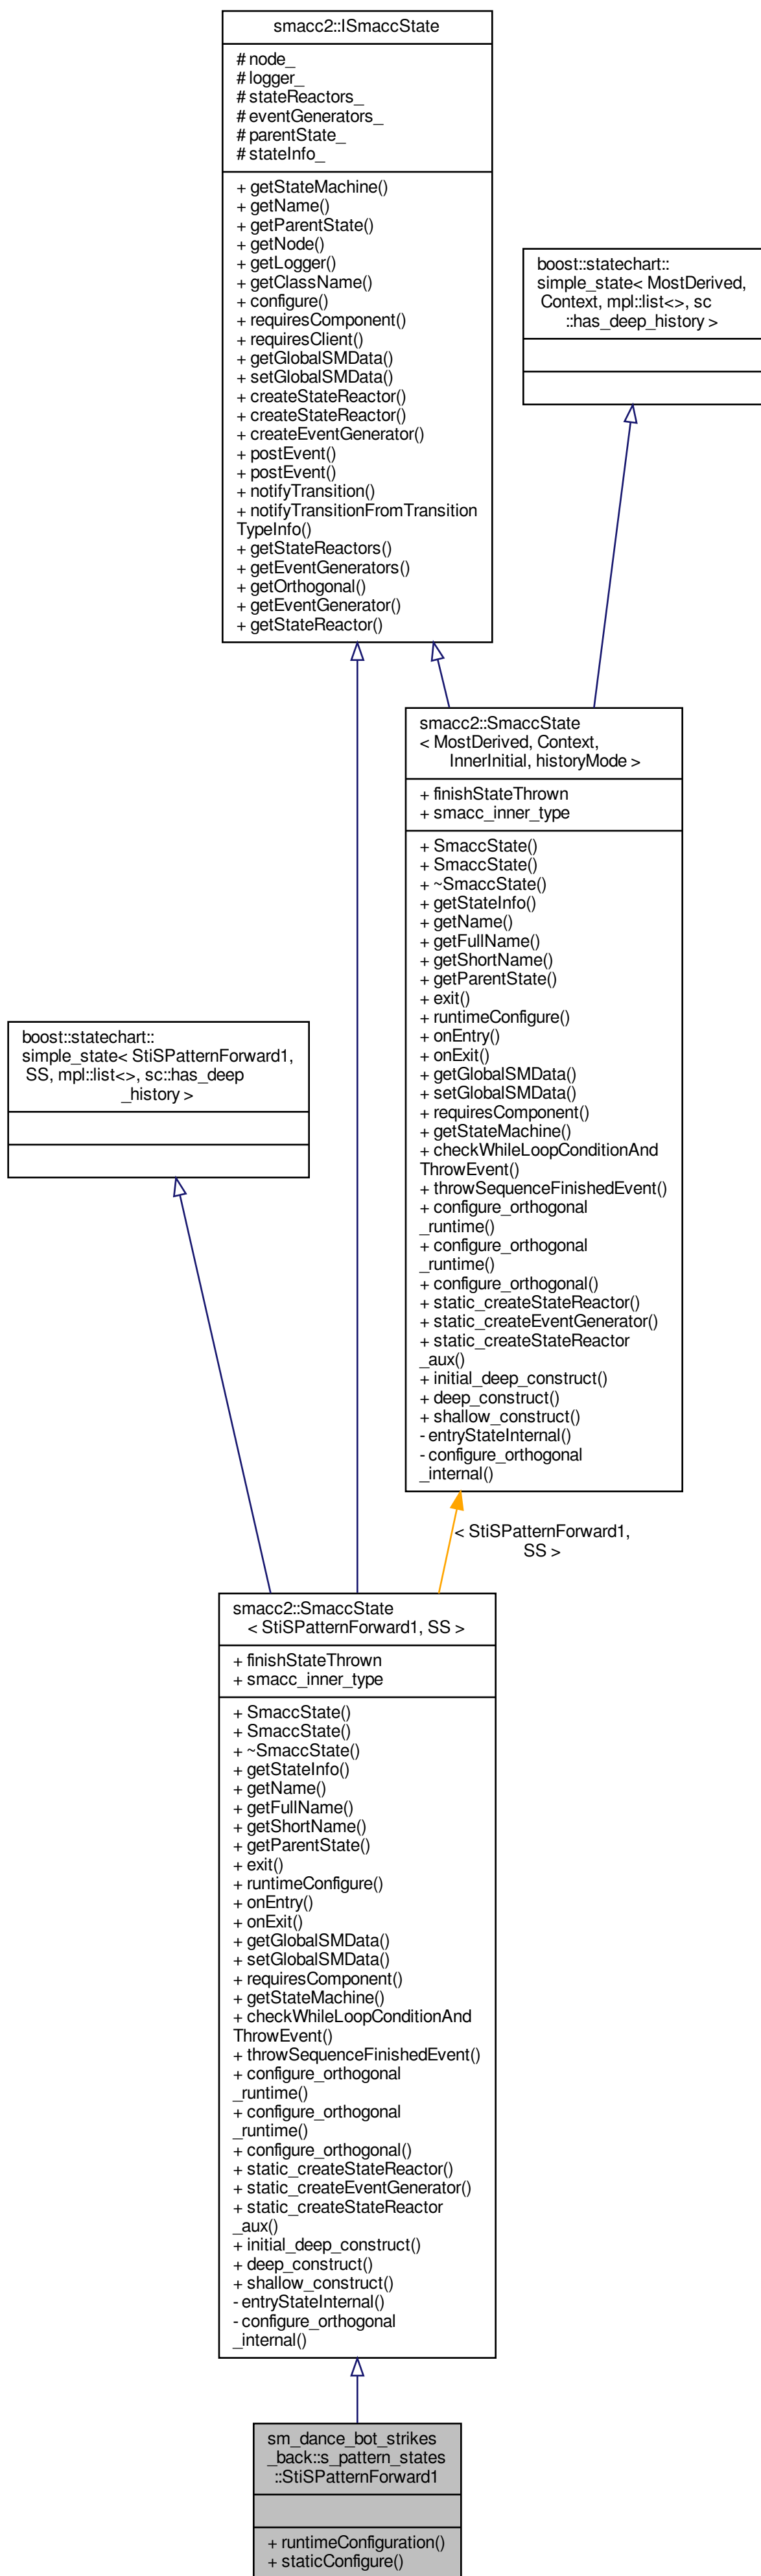 smacc2::ISmaccState
# node_
# logger_
# stateReactors_
# eventGenerators_
# parentState_
# stateInfo_
+ getStateMachine()
+ getName()
+ getParentState()
+ getNode()
+ getLogger()
+ getClassName()
+ configure()
+ requiresComponent()
+ requiresClient()
+ getGlobalSMData()
+ setGlobalSMData()
+ createStateReactor()
+ createStateReactor()
+ createEventGenerator()
+ postEvent()
+ postEvent()
+ notifyTransition()
+ notifyTransitionFromTransition
TypeInfo()
+ getStateReactors()
+ getEventGenerators()
+ getOrthogonal()
+ getEventGenerator()
+ getStateReactor()
boost::statechart::
simple_state< MostDerived,
Context, mpl::list<>, sc
::has_deep_history >
smacc2::SmaccState
< MostDerived, Context,
InnerInitial, historyMode >
+ finishStateThrown
+ smacc_inner_type
+ SmaccState()
+ SmaccState()
+ ~SmaccState()
+ getStateInfo()
+ getName()
+ getFullName()
+ getShortName()
+ getParentState()
+ exit()
+ runtimeConfigure()
+ onEntry()
+ onExit()
+ getGlobalSMData()
+ setGlobalSMData()
+ requiresComponent()
+ getStateMachine()
+ checkWhileLoopConditionAnd
ThrowEvent()
+ throwSequenceFinishedEvent()
+ configure_orthogonal
_runtime()
+ configure_orthogonal
_runtime()
+ configure_orthogonal()
+ static_createStateReactor()
+ static_createEventGenerator()
+ static_createStateReactor
_aux()
+ initial_deep_construct()
+ deep_construct()
+ shallow_construct()
- entryStateInternal()
- configure_orthogonal
_internal()
boost::statechart::
simple_state< StiSPatternForward1,
SS, mpl::list<>, sc::has_deep
_history >
< StiSPatternForward1,
SS >
smacc2::SmaccState
< StiSPatternForward1, SS >
+ finishStateThrown
+ smacc_inner_type
+ SmaccState()
+ SmaccState()
+ ~SmaccState()
+ getStateInfo()
+ getName()
+ getFullName()
+ getShortName()
+ getParentState()
+ exit()
+ runtimeConfigure()
+ onEntry()
+ onExit()
+ getGlobalSMData()
+ setGlobalSMData()
+ requiresComponent()
+ getStateMachine()
+ checkWhileLoopConditionAnd
ThrowEvent()
+ throwSequenceFinishedEvent()
+ configure_orthogonal
_runtime()
+ configure_orthogonal
_runtime()
+ configure_orthogonal()
+ static_createStateReactor()
+ static_createEventGenerator()
+ static_createStateReactor
_aux()
+ initial_deep_construct()
+ deep_construct()
+ shallow_construct()
- entryStateInternal()
- configure_orthogonal
_internal()
sm_dance_bot_strikes
_back::s_pattern_states
::StiSPatternForward1
+ runtimeConfiguration()
+ staticConfigure()